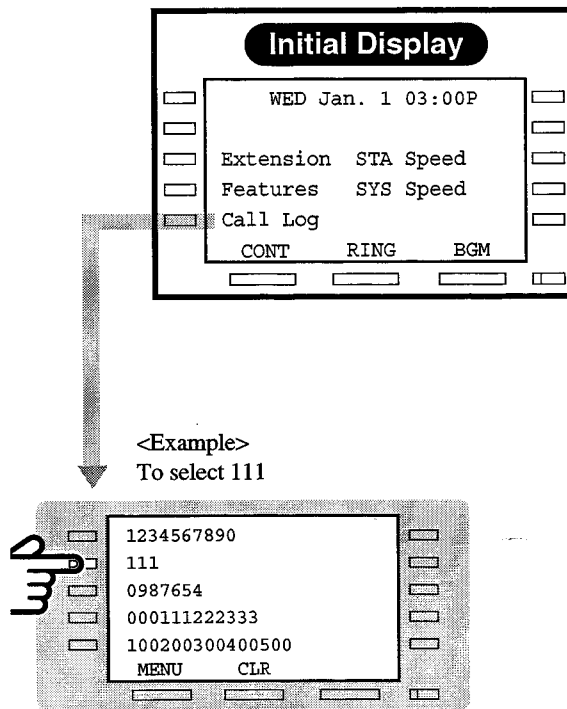 Initial Display
WED Jan. 1 03:00P
Extension STA Speed
Features SYS Speed
Call Log
CONT RING BGM
<Example>
To select 111
1234567890
111
0987654
000111222333
100200300400500
MENU CLR